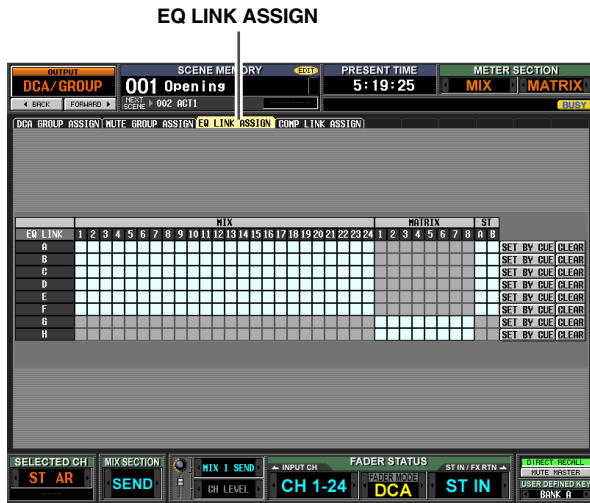 EQ LINK ASSIGN
OUTPUT
DCA/GROUP
BACK FORWARD
SCENE MEMORY EDIT
001 Opening
NEXT SCENE 002 ACT1
PRESENT TIME
5:19:25
METER SECTION
MIX MATRIX
BUSY
DCA GROUP ASSIGN MUTE GROUP ASSIGN EQ LINK ASSIGN COMP LINK ASSIGN
MIX MATRIX ST
EQ LINK 1 2 3 4 5 6 7 8 9 10 11 12 13 14 15 16 17 18 19 20 21 22 23 24 1 2 3 4 5 6 7 8 A B
A SET BY CUE CLEAR
B SET BY CUE CLEAR
C SET BY CUE CLEAR
D SET BY CUE CLEAR
E SET BY CUE CLEAR
F SET BY CUE CLEAR
G SET BY CUE CLEAR
H SET BY CUE CLEAR
SELECTED CH
ST AR
MIX SECTION
SEND
MIX 1 SEND
CH LEVEL
FADER STATUS
INPUT CH
CH 1-24
FADER MODE
DCA
ST IN / FX RTN
ST IN
DIRECT RECALL
MUTE MASTER
USER DEFINED KEY
BANK A